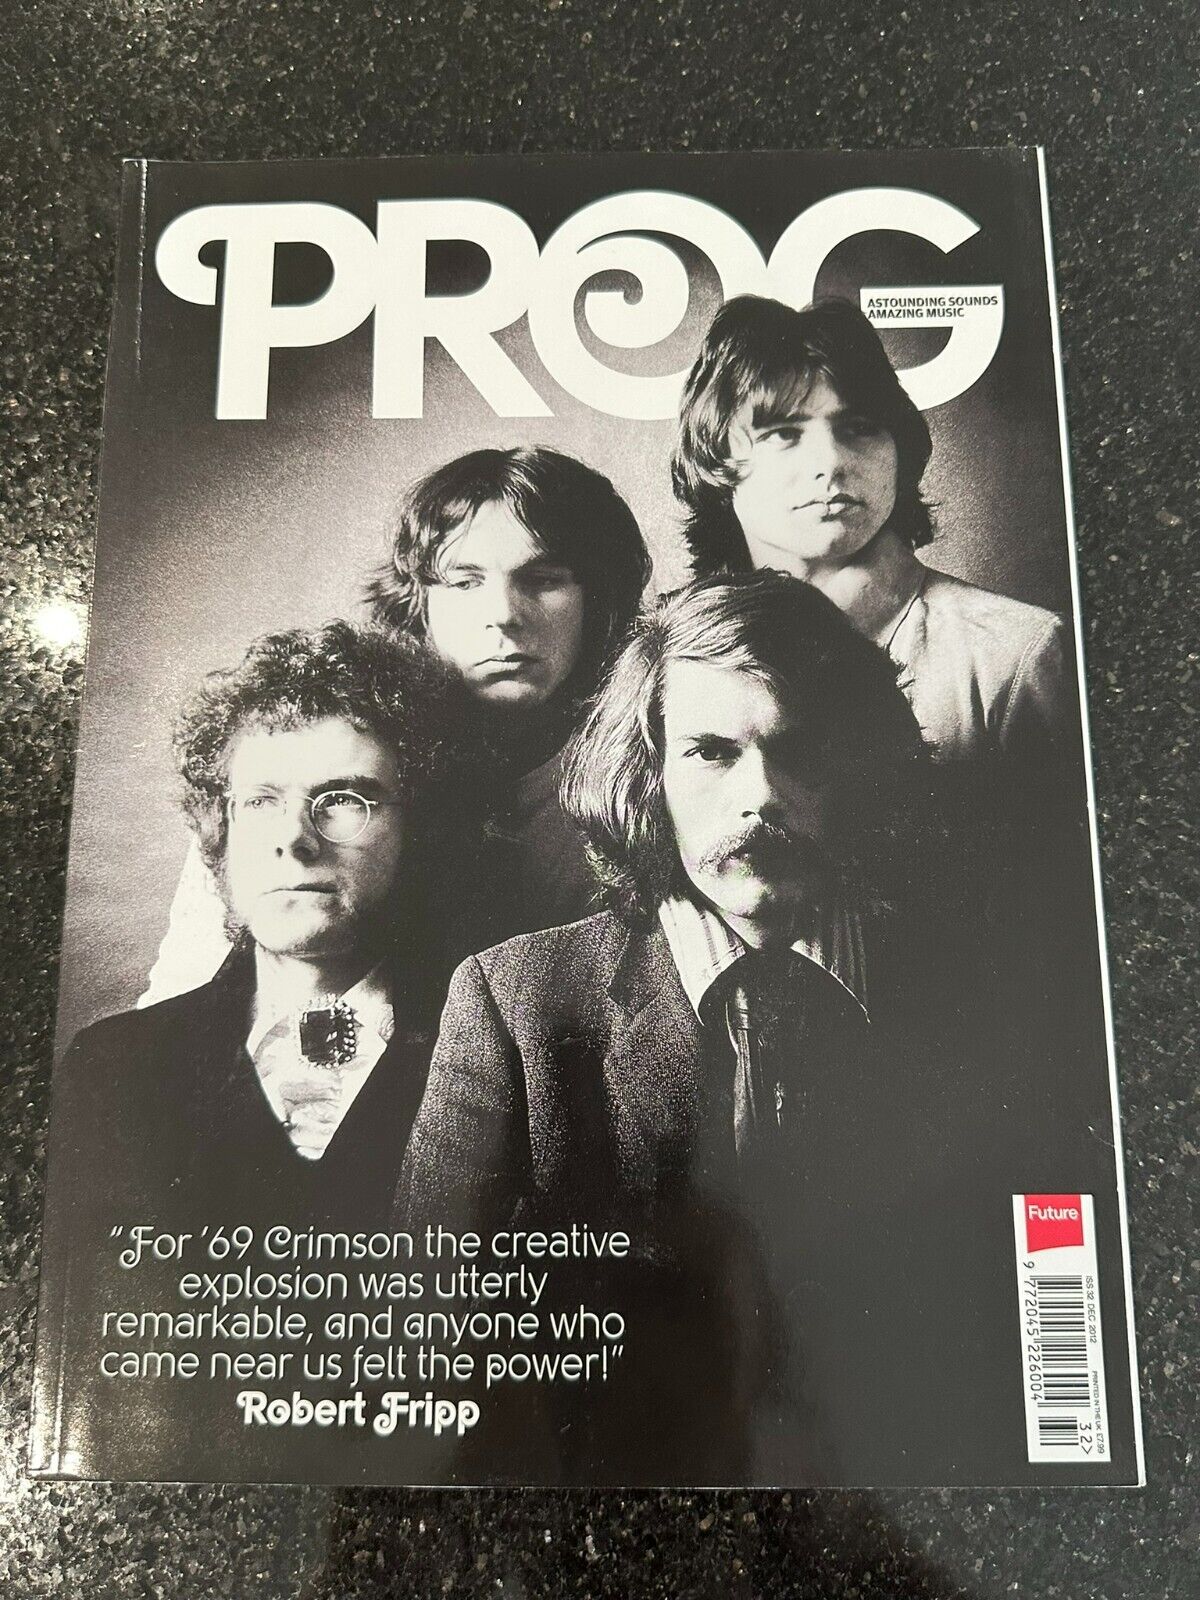 PROG
ASTOUNDING SOUNDS
AMAZING MUSIC
"For '69 Crimson the creative
explosion was utterly
remarkable, and anyone who
came near us felt the power!"
Robert Fripp
Future
ISS 32 DEC 2012
PRINTED IN THE UK £7.99
9 772045 226004
32>